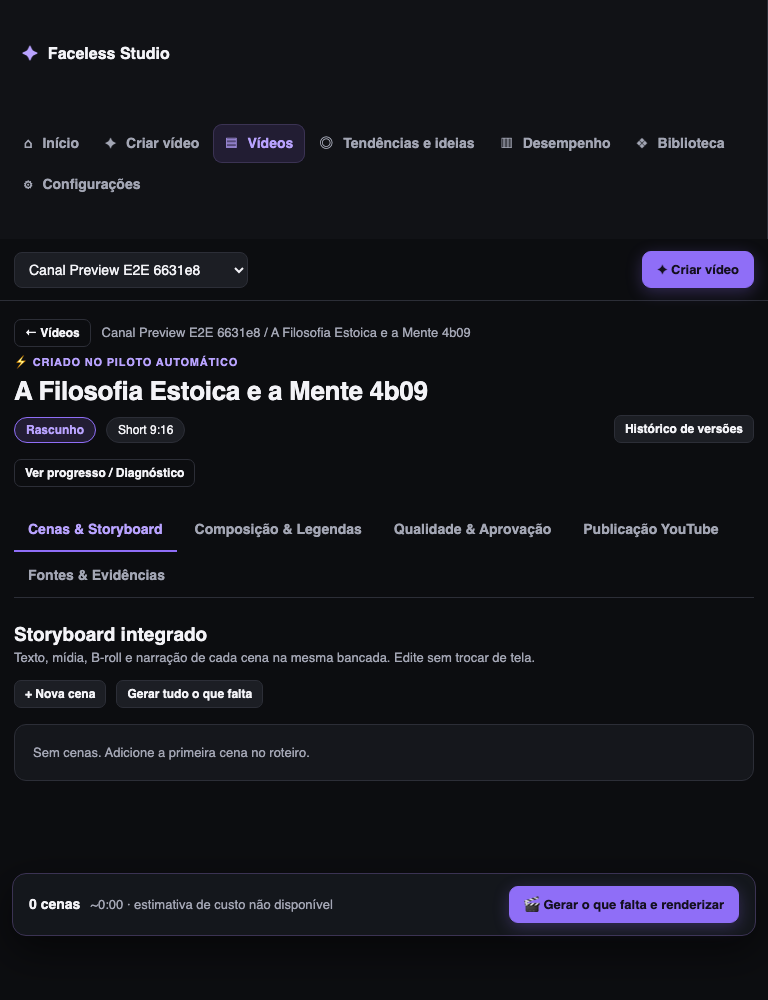 Faceless Studio
Início
Criar vídeo
Vídeos
Tendências e ideias
Desempenho
Biblioteca
Configurações
Canal Preview E2E 6631e8
✦ Criar vídeo
← Vídeos
Canal Preview E2E 6631e8 / A Filosofia Estoica e a Mente 4b09
⚡ CRIADO NO PILOTO AUTOMÁTICO
A Filosofia Estoica e a Mente 4b09
Rascunho
Short 9:16
Histórico de versões
Ver progresso / Diagnóstico
Cenas & Storyboard
Composição & Legendas
Qualidade & Aprovação
Publicação YouTube
Fontes & Evidências
Storyboard integrado
Texto, mídia, B-roll e narração de cada cena na mesma bancada. Edite sem trocar de tela.
+ Nova cena
Gerar tudo o que falta
Sem cenas. Adicione a primeira cena no roteiro.
0 cenas ~0:00 · estimativa de custo não disponível
🎬 Gerar o que falta e renderizar